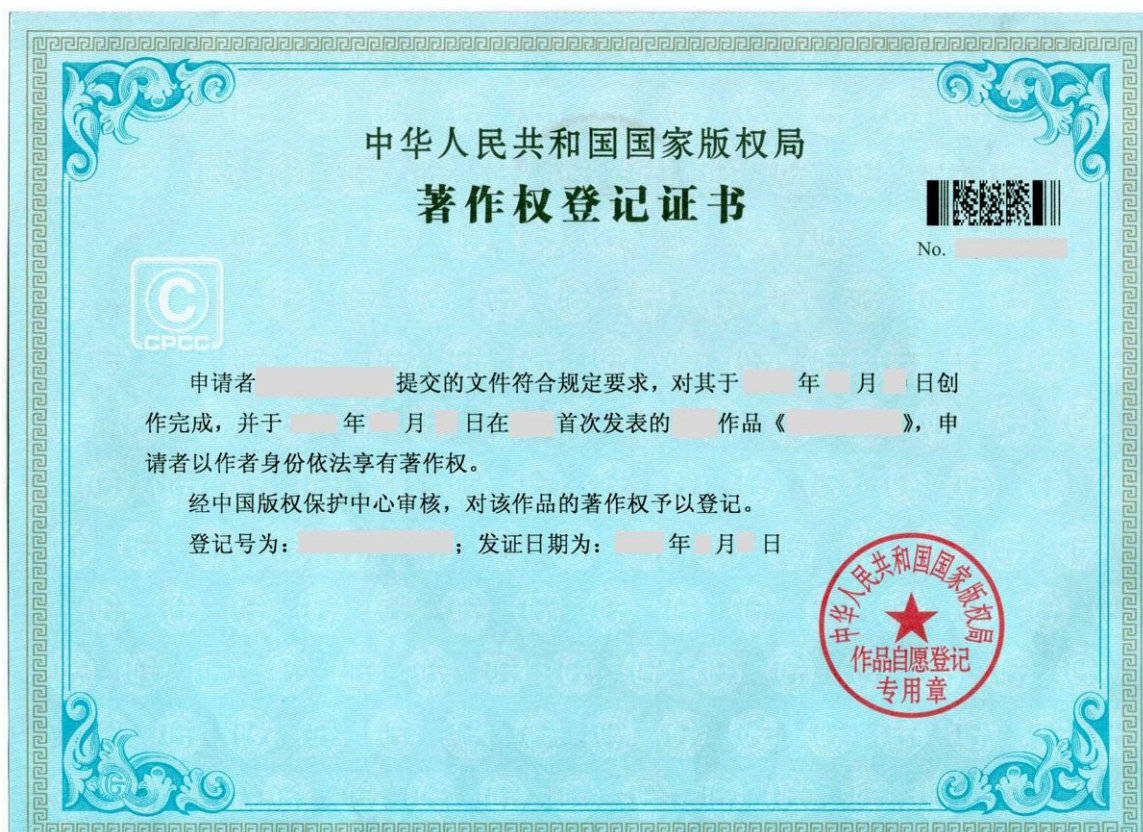 中华人民共和国国家版权局
著作权登记证书
No.
CPCC
申请者 提交的文件符合规定要求，对其于 年 月 日创
作完成，并于 年 月 日在 首次发表的 作品《 》，申
请者以作者身份依法享有著作权。
经中国版权保护中心审核，对该作品的著作权予以登记。
登记号为： ；发证日期为： 年 月 日
中华人民共和国国家版权局
作品自愿登记
专用章